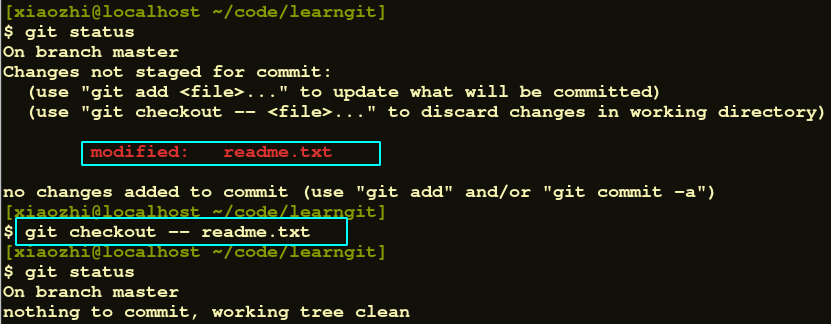 [xiaozhi@localhost ~/code/learngit]
$ git status
On branch master
Changes not staged for commit:
  (use "git add <file>..." to update what will be committed)
  (use "git checkout -- <file>..." to discard changes in working directory)
        modified:   readme.txt
no changes added to commit (use "git add" and/or "git commit -a")
[xiaozhi@localhost ~/code/learngit]
$ git checkout -- readme.txt
[xiaozhi@localhost ~/code/learngit]
$ git status
On branch master
nothing to commit, working tree clean